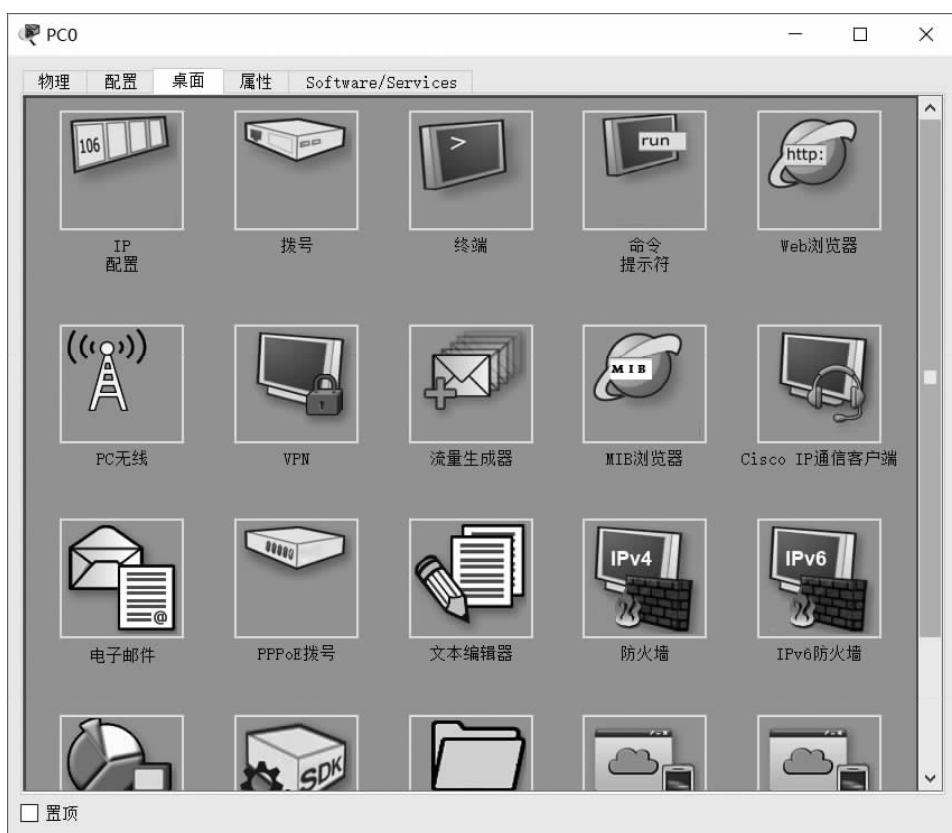 PC0
物理 配置 桌面 属性 Software/Services
106
>
run
http:
IP
配置
拨号
终端
命令
提示符
Web浏览器
MIB
PC无线
VPN
流量生成器
MIB浏览器
Cisco IP通信客户端
@
IPv4
IPv6
电子邮件
PPPoE拨号
文本编辑器
防火墙
IPv6防火墙
SDK
置顶